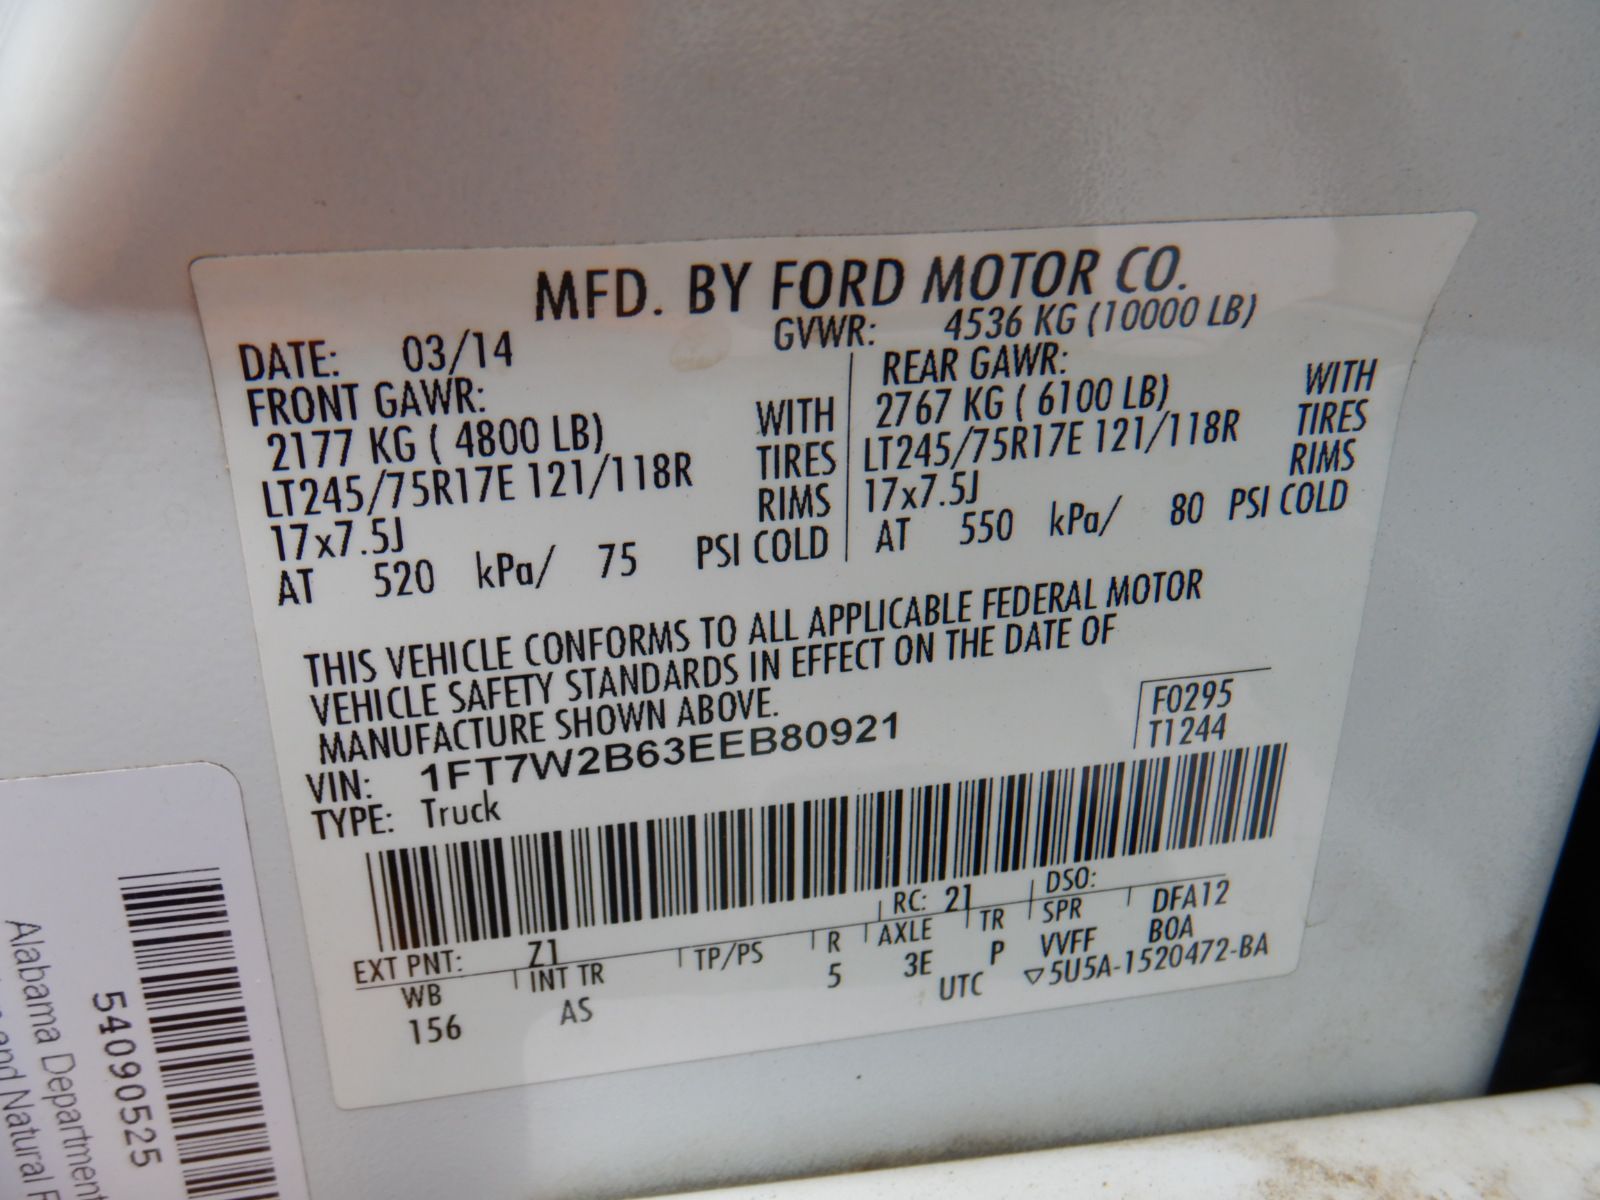 MFD. BY FORD MOTOR CO.
DATE: 03/14 GVWR: 4536 KG (10000 LB)
FRONT GAWR:
2177 KG ( 4800 LB) WITH
LT245/75R17E 121/118R TIRES
17x7.5J RIMS
AT 520 kPa/ 75 PSI COLD
REAR GAWR:
2767 KG ( 6100 LB) WITH
LT245/75R17E 121/118R TIRES
17x7.5J RIMS
AT 550 kPa/ 80 PSI COLD
THIS VEHICLE CONFORMS TO ALL APPLICABLE FEDERAL MOTOR
VEHICLE SAFETY STANDARDS IN EFFECT ON THE DATE OF
MANUFACTURE SHOWN ABOVE.
F0295
T1244
VIN: 1FT7W2B63EEB80921
TYPE: Truck
EXT PNT: Z1 RC: 21 DSO:
WB INT TR TP/PS R AXLE TR SPR DFA12
156 AS 5 3E P VVFF BOA
UTC ▽5U5A-1520472-BA
54090525
Alabama Department
and Natural